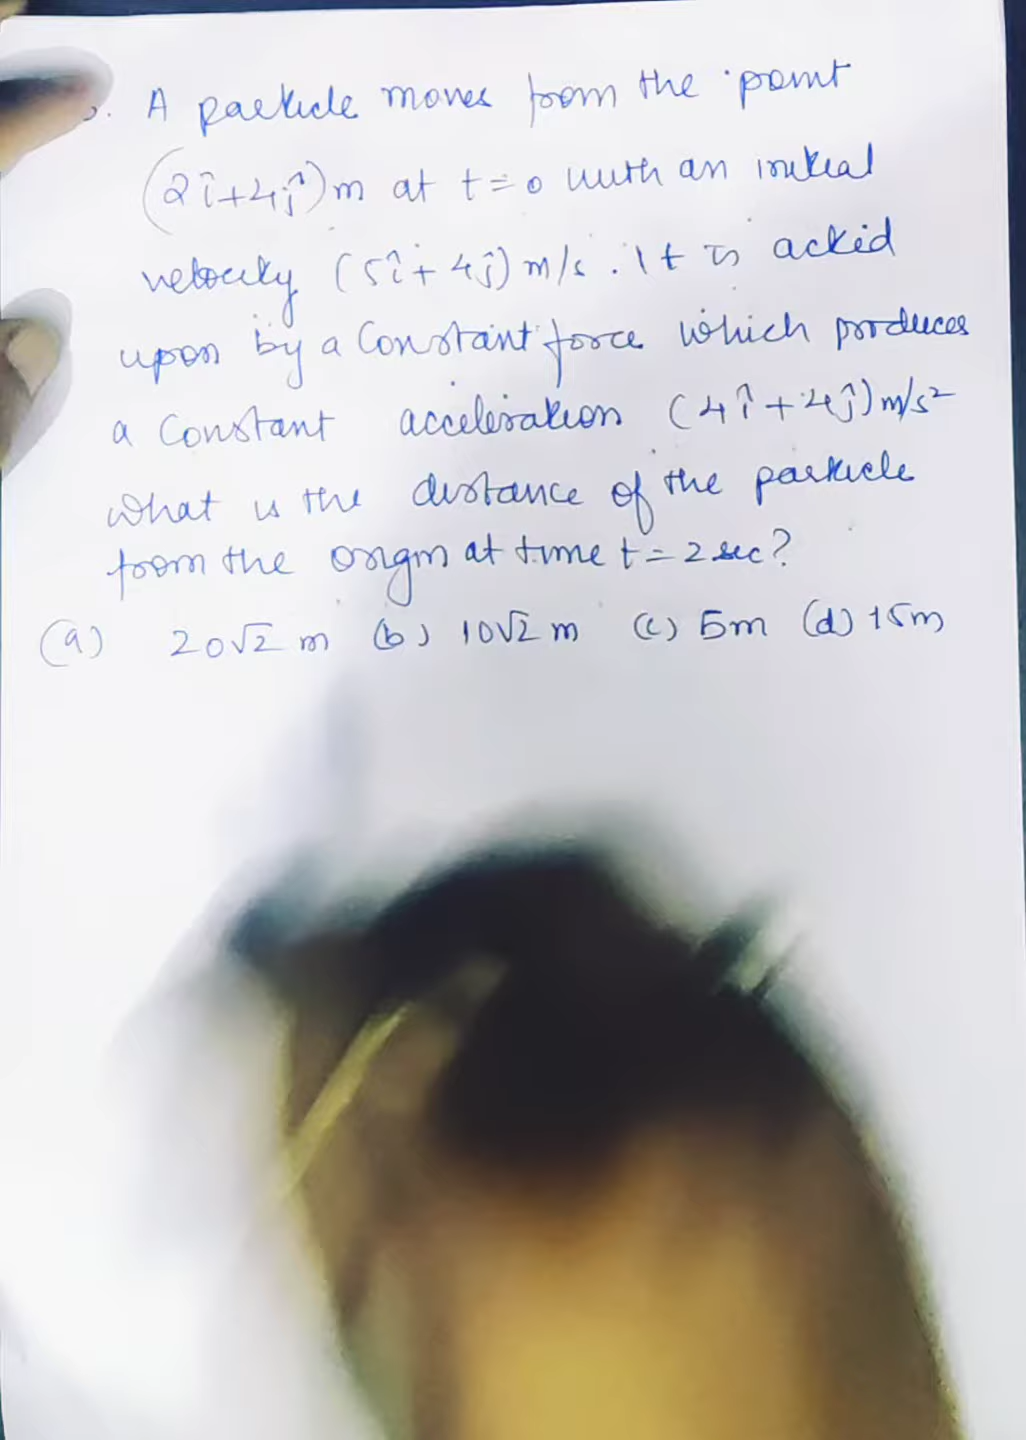 A particle moves from the point
(2î+4ĵ)m at t=0 with an initial
velocity (5î+4ĵ) m/s . It is acted
upon by a Constant force which produces
a Constant acceleration (4î+4ĵ)m/s²
What is the distance of the particle
from the origin at time t=2 sec?
(a) 20√2 m (b) 10√2 m (c) 5m (d) 15m